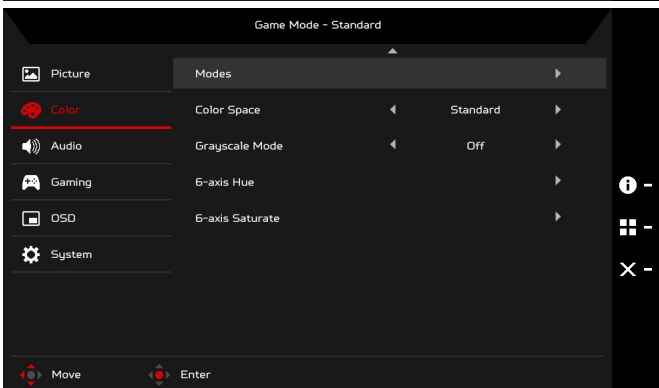 Game Mode - Standard
Picture
Modes
Color
Color Space Standard
Audio
Grayscale Mode Off
Gaming
6-axis Hue
OSD
6-axis Saturate
System
Move Enter